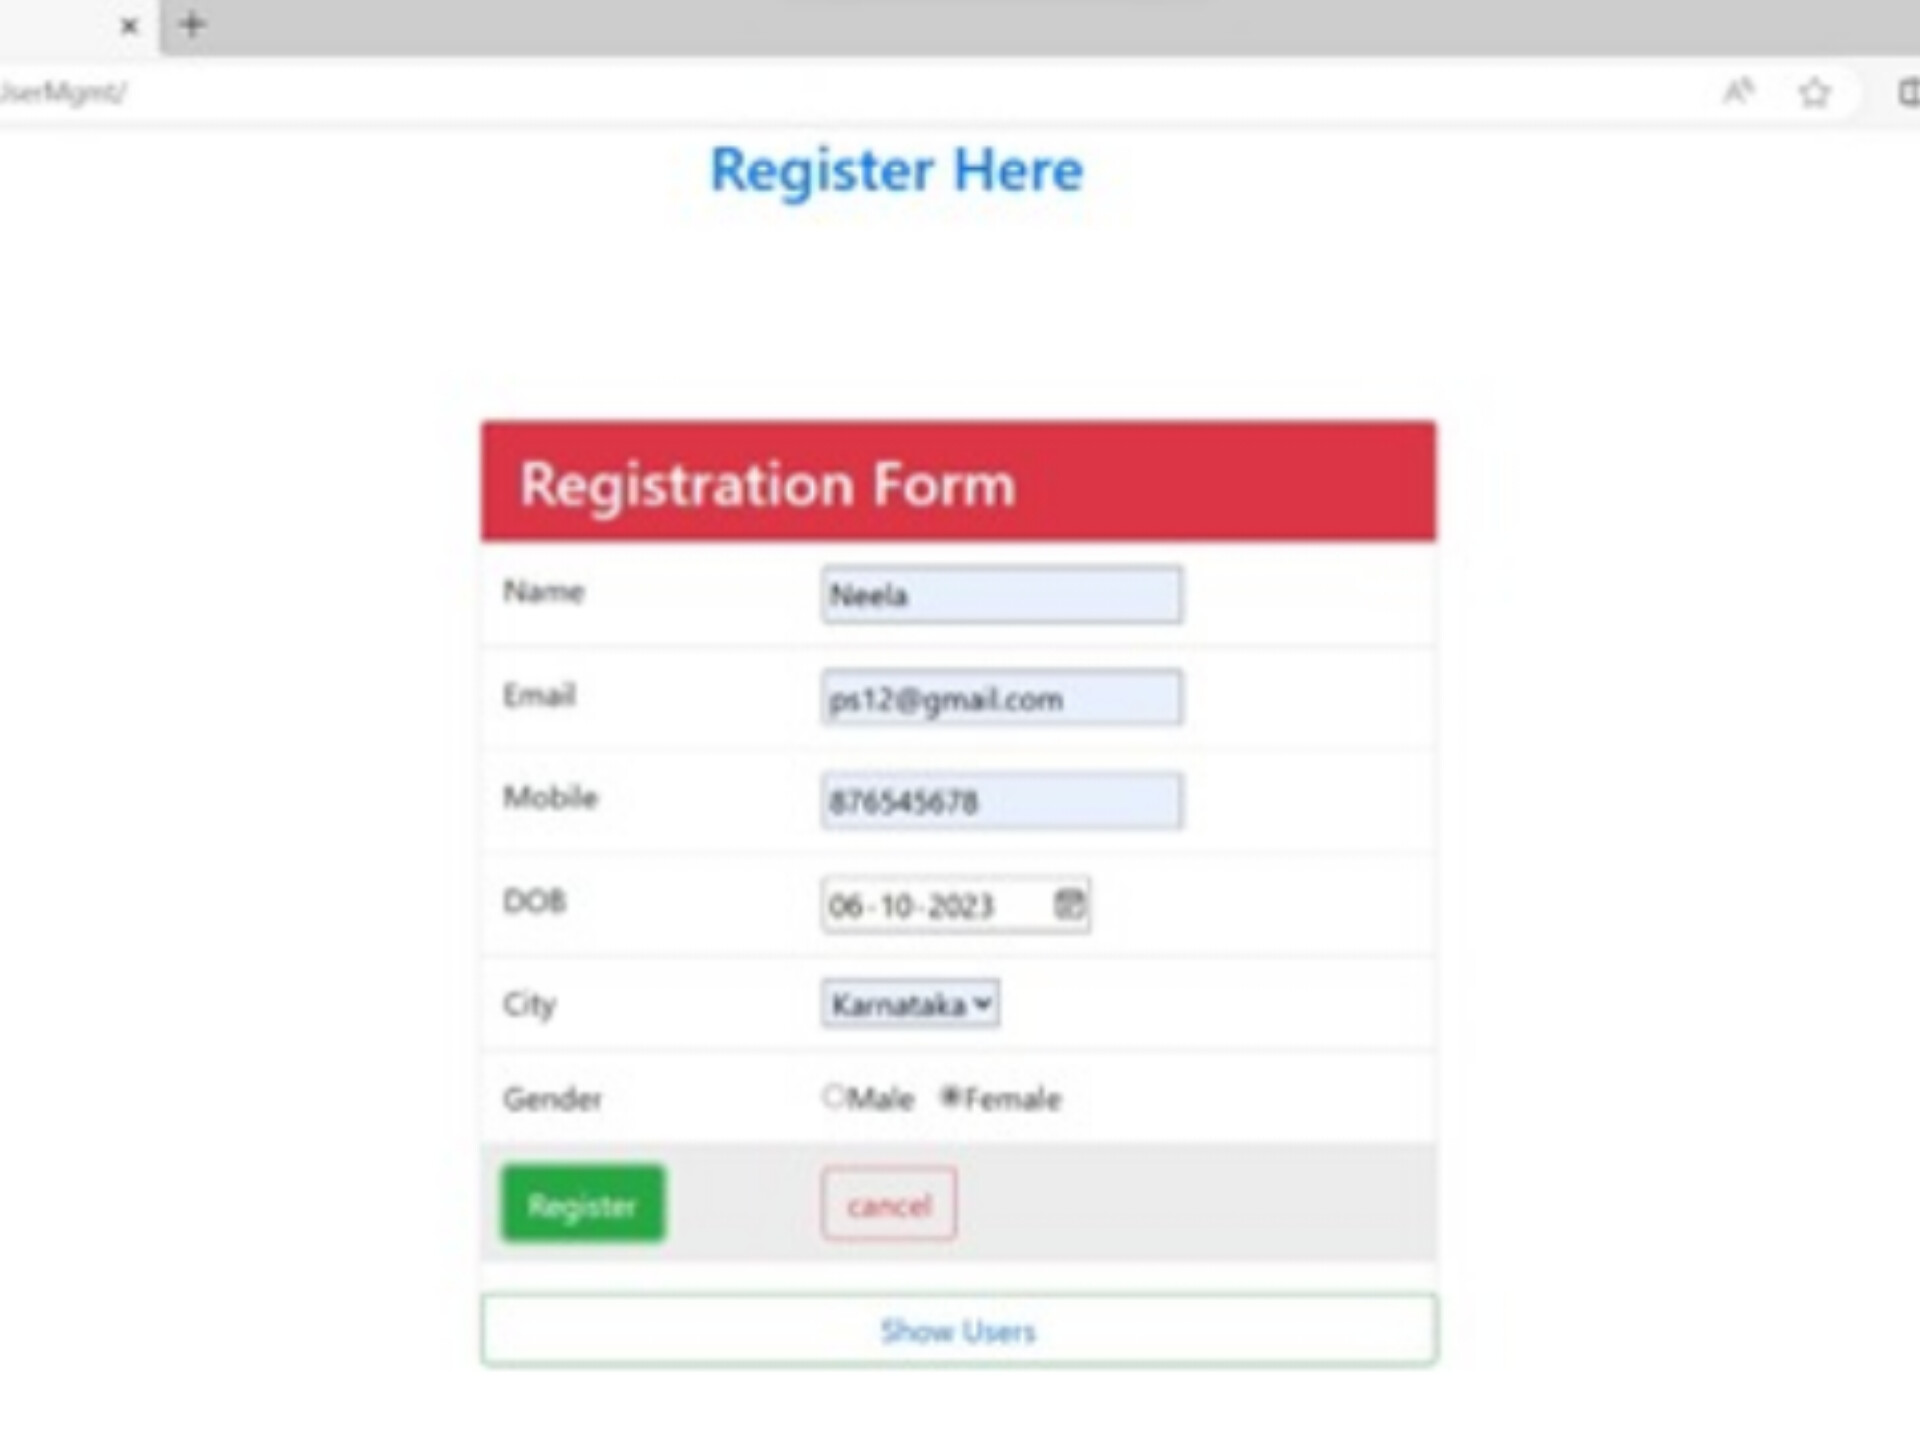 UserMgmt/
Register Here
Registration Form
Name Neela
Email ps12@gmail.com
Mobile 876545678
DOB 06-10-2023
City Karnataka
Gender Male Female
Register cancel
Show Users